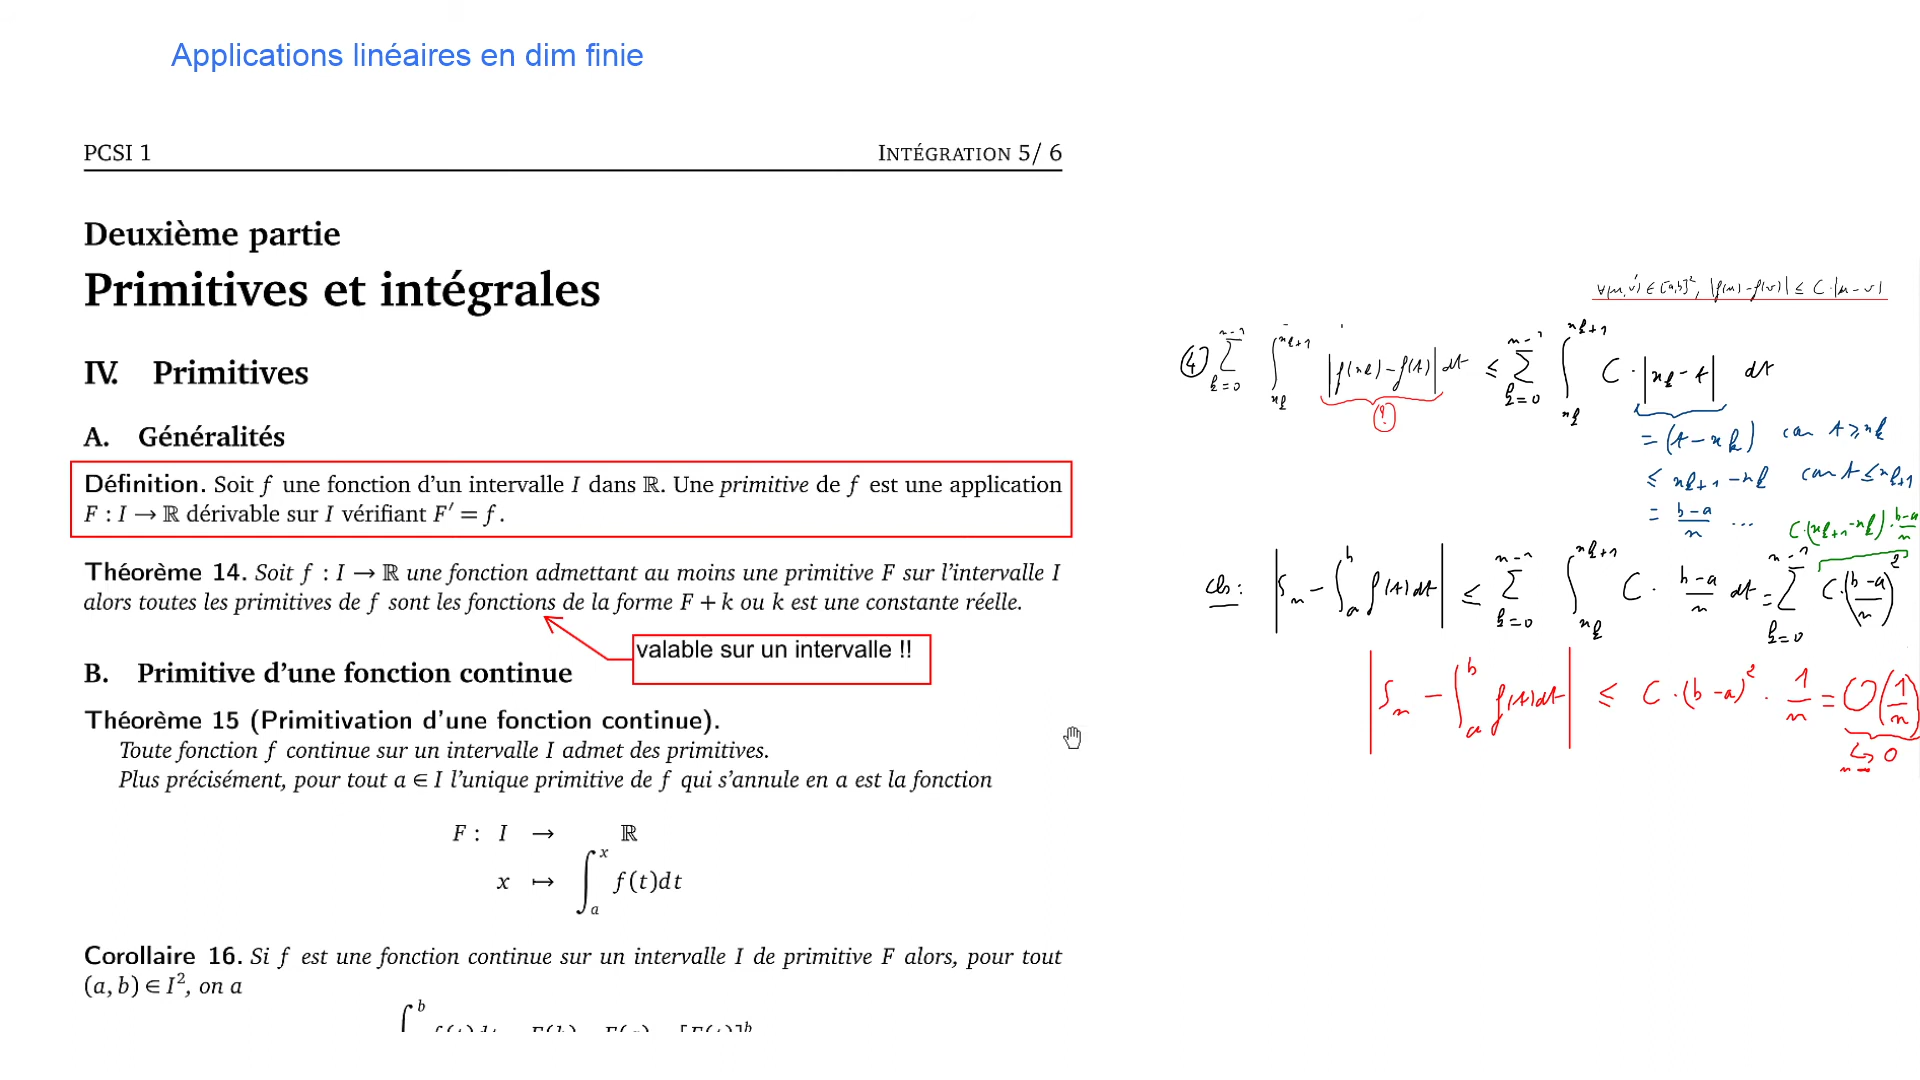 Applications linéaires en dim finie
PCSI 1 INTÉGRATION 5/ 6
Deuxième partie
Primitives et intégrales
IV. Primitives
A. Généralités
Définition. Soit f une fonction d'un intervalle I dans ℝ. Une primitive de f est une application
F : I → ℝ dérivable sur I vérifiant F′ = f.
Théorème 14. Soit f : I → ℝ une fonction admettant au moins une primitive F sur l'intervalle I
alors toutes les primitives de f sont les fonctions de la forme F + k ou k est une constante réelle.
valable sur un intervalle !!
B. Primitive d'une fonction continue
Théorème 15 (Primitivation d'une fonction continue).
Toute fonction f continue sur un intervalle I admet des primitives.
Plus précisément, pour tout a ∈ I l'unique primitive de f qui s'annule en a est la fonction
F : I → ℝ
x ↦ ∫_a^x f(t)dt
Corollaire 16. Si f est une fonction continue sur un intervalle I de primitive F alors, pour tout
(a, b) ∈ I², on a
∀(u,v) ∈ [a,b]², |f(u)-f(v)| ≤ C·|u-v|
④ ∑_{k=0}^{n-1} ∫_{x_k}^{x_{k+1}} |f(x_k)-f(t)| dt ≤ ∑_{k=0}^{n-1} ∫_{x_k}^{x_{k+1}} C·|x_k-t| dt
!
= (t-x_k) car t ≥ x_k
≤ x_{k+1}-x_k car t ≤ x_{k+1}
= (b-a)/n ...
C·(x_{k+1}-x_k)·(b-a)/n
Cls : |S_n - ∫_a^b f(t)dt| ≤ ∑_{k=0}^{n-1} ∫_{x_k}^{x_{k+1}} C·(b-a)/n dt = ∑_{k=0}^{n-1} C·((b-a)/n)²
|S_n - ∫_a^b f(t)dt| ≤ C·(b-a)²·1/n = O(1/n)
↳ 0